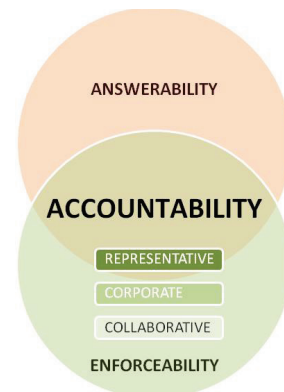 ANSWERABILITY
ACCOUNTABILITY
REPRESENTATIVE
CORPORATE
COLLABORATIVE
ENFORCEABILITY